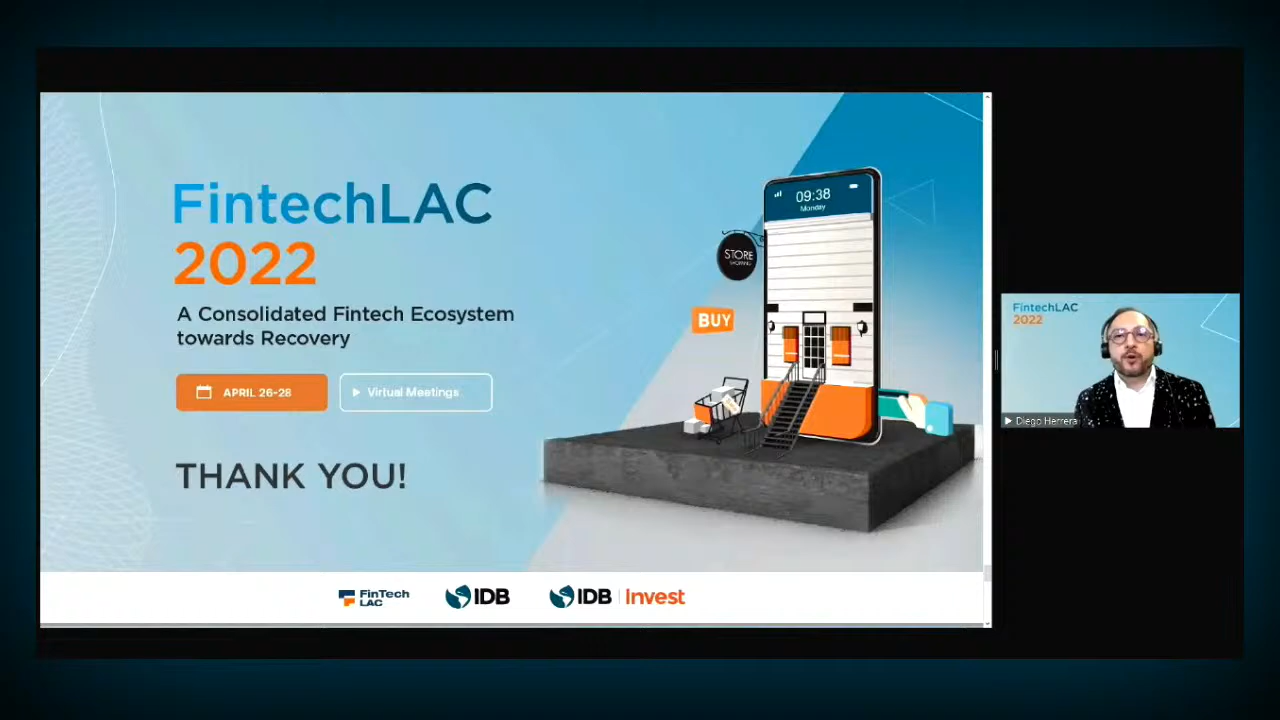 FintechLAC
2022
A Consolidated Fintech Ecosystem
towards Recovery
APRIL 26-28
Virtual Meetings
THANK YOU!
09:38
Monday
STORE
SHOPPING
BUY
FinTech
LAC
IDB
IDB Invest
FintechLAC
2022
Diego Herrera